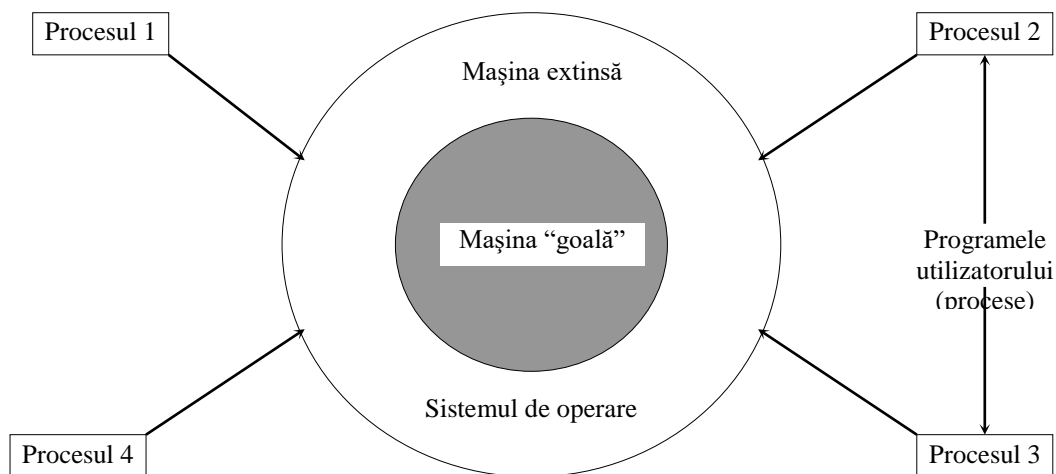 Procesul 1
Procesul 2
Maşina extinsă
Maşina “goală”
Programele
utilizatorului
(procese)
Sistemul de operare
Procesul 4
Procesul 3